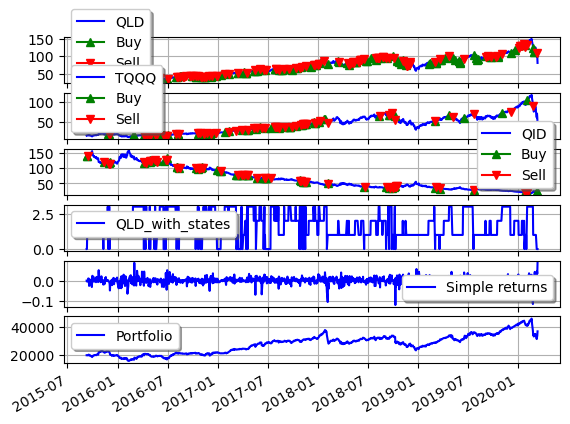 QLD
Buy
Sell
150
100
50
TQQQ
Buy
Sell
100
50
QID
Buy
Sell
150
100
50
QLD_with_states
2.5
0.0
Simple returns
0.0
−0.1
Portfolio
40000
20000
2015-07
2016-01
2016-07
2017-01
2017-07
2018-01
2018-07
2019-01
2019-07
2020-01